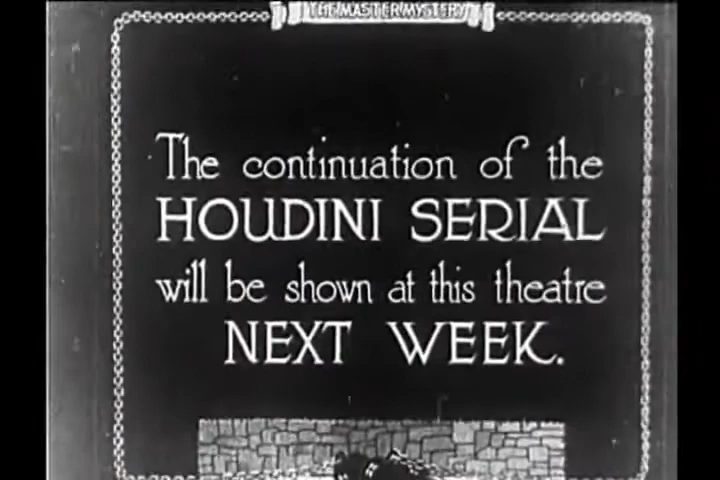 THE MASTER MYSTERY
The continuation of the
HOUDINI SERIAL
will be shown at this theatre
NEXT WEEK.